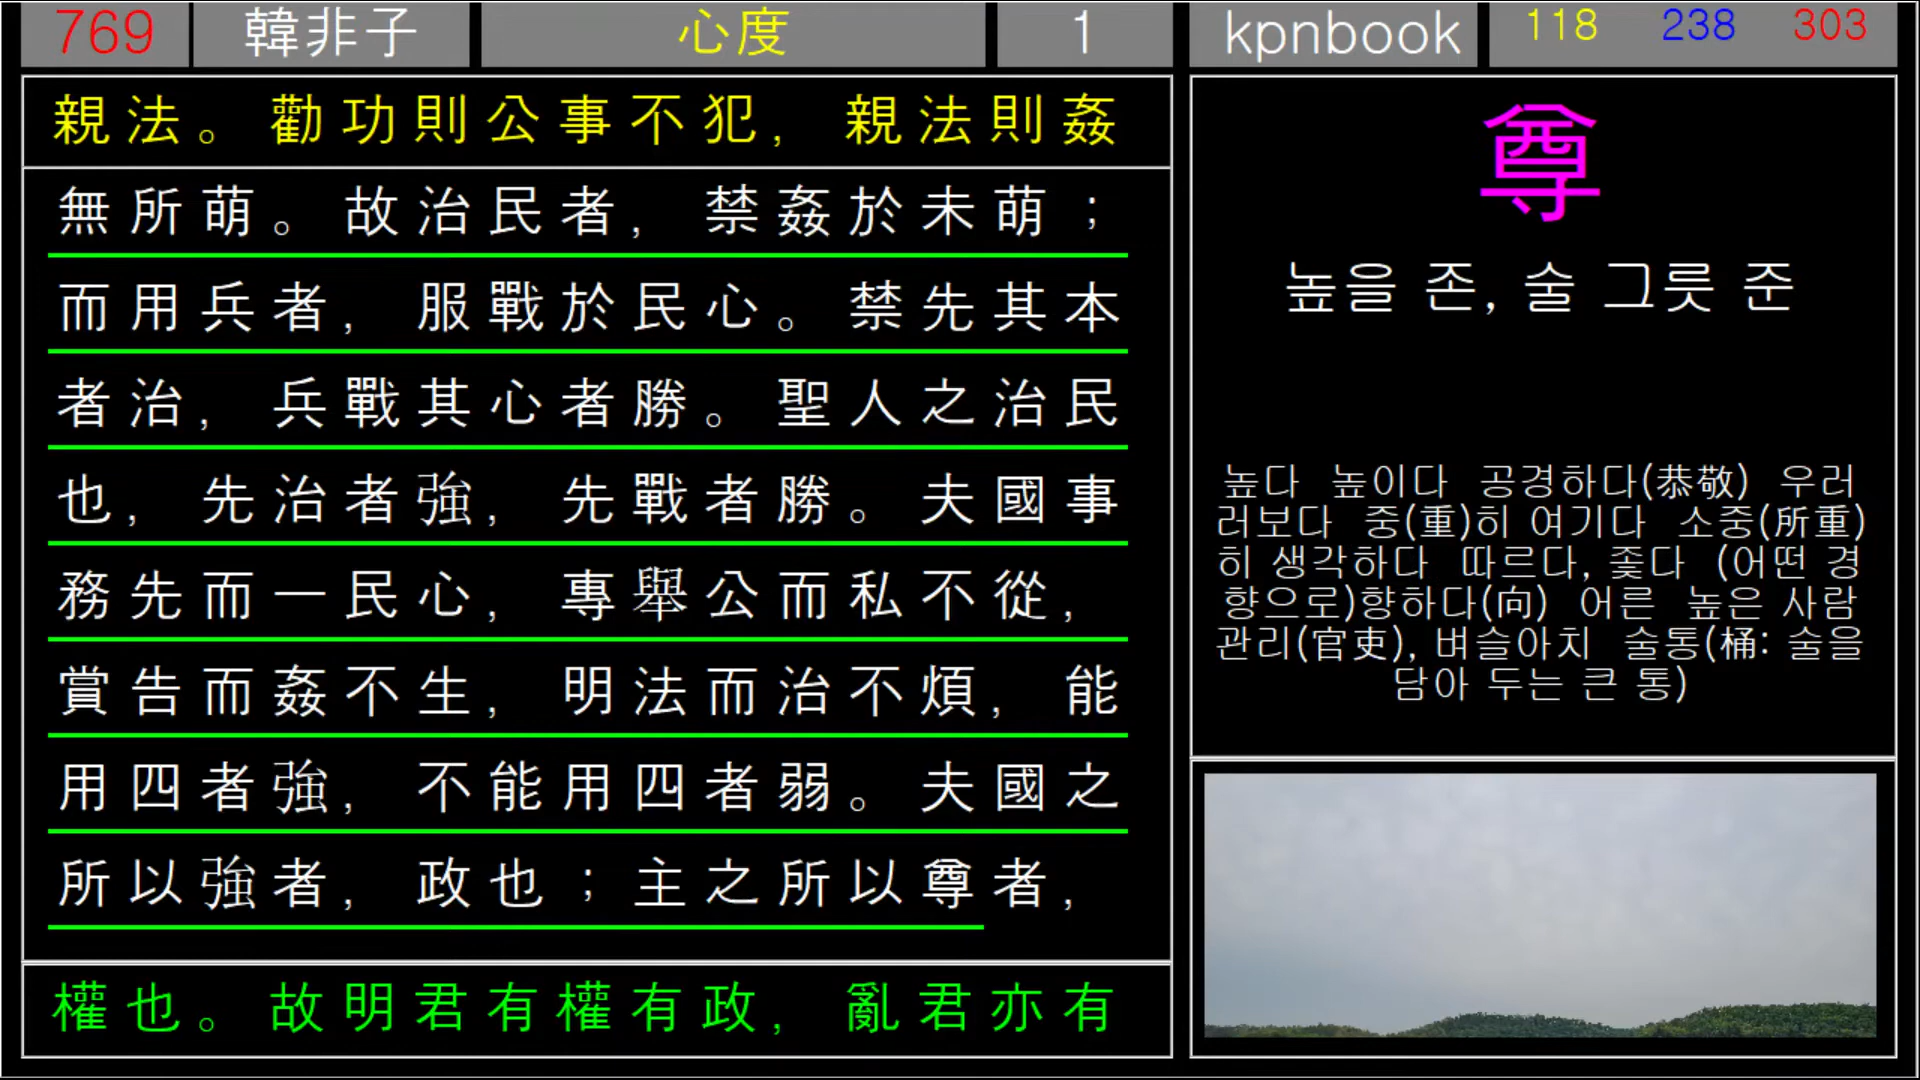 769 韓非子 心度 1 kpnbook 118 238 303
親法。勸功則公事不犯，親法則姦
無所萌。故治民者，禁姦於未萌；
而用兵者，服戰於民心。禁先其本
者治，兵戰其心者勝。聖人之治民
也，先治者強，先戰者勝。夫國事
務先而一民心，專舉公而私不從，
賞告而姦不生，明法而治不煩，能
用四者強，不能用四者弱。夫國之
所以強者，政也；主之所以尊者，
權也。故明君有權有政，亂君亦有
尊
높을 존, 술 그릇 준
높다 높이다 공경하다(恭敬) 우러
러보다 중(重)히 여기다 소중(所重)
히 생각하다 따르다, 좇다 (어떤 경
향으로)향하다(向) 어른 높은 사람
관리(官吏), 벼슬아치 술통(桶: 술을
담아 두는 큰 통)